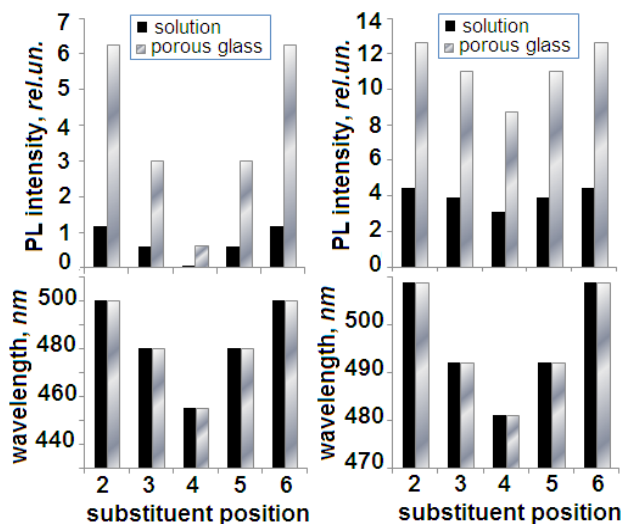 7
6
5
4
3
2
1
0
PL intensity, rel.un.
solution
porous glass
14
12
10
8
6
4
2
0
PL intensity, rel.un.
solution
porous glass
500
480
460
440
wavelength, nm
2 3 4 5 6
substituent position
500
490
480
470
wavelength, nm
2 3 4 5 6
substituent position